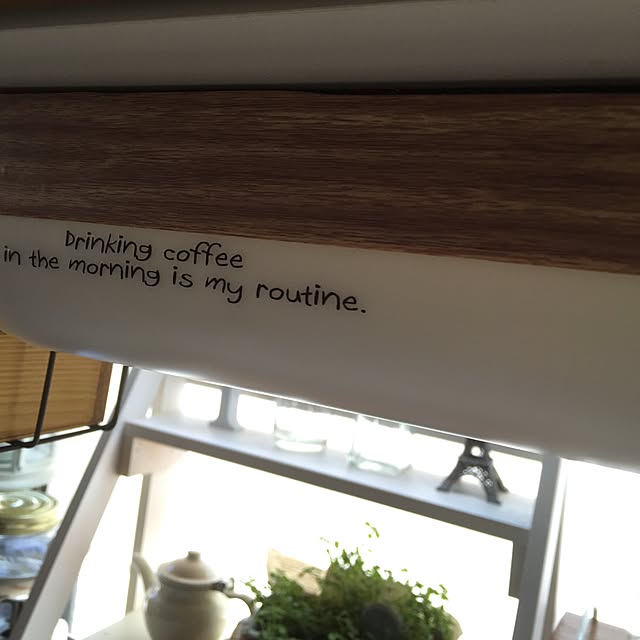 Drinking coffee
in the morning is my routine.